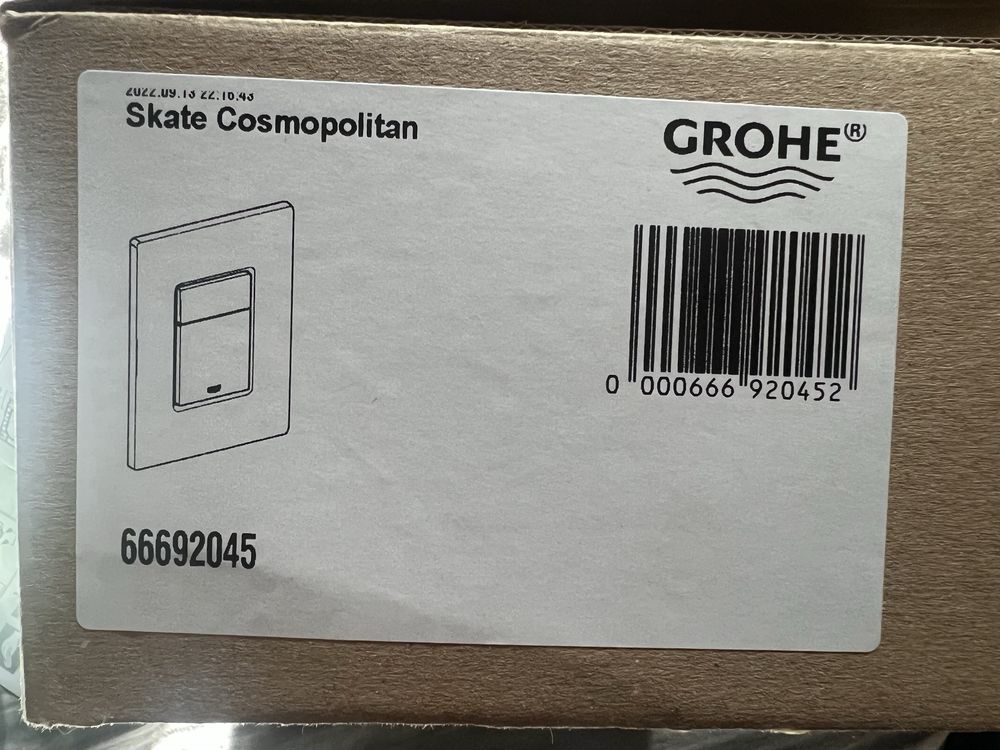 2022.09.13 22:16:43
Skate Cosmopolitan
GROHE®
0 000666 920452
66692045